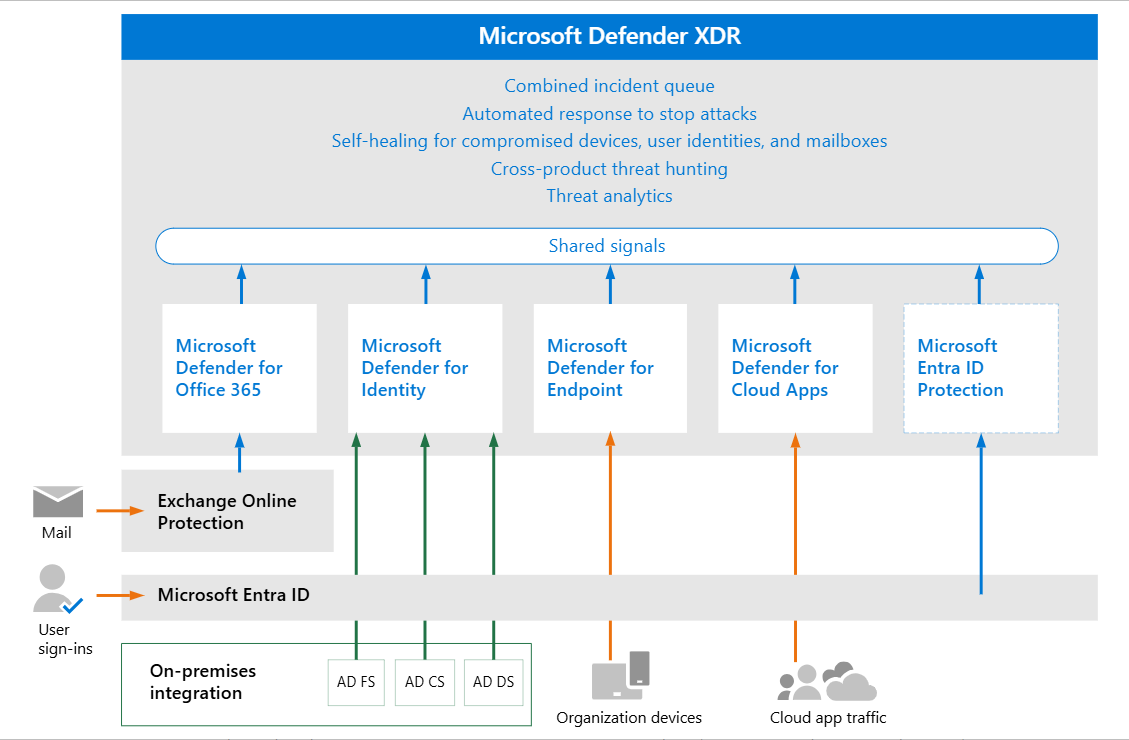 Microsoft Defender XDR
Combined incident queue
Automated response to stop attacks
Self-healing for compromised devices, user identities, and mailboxes
Cross-product threat hunting
Threat analytics
Shared signals
Microsoft
Defender for
Office 365
Microsoft
Defender for
Identity
Microsoft
Defender for
Endpoint
Microsoft
Defender for
Cloud Apps
Microsoft
Entra ID
Protection
Mail
Exchange Online
Protection
User
sign-ins
Microsoft Entra ID
On-premises
integration
AD FS
AD CS
AD DS
Organization devices
Cloud app traffic